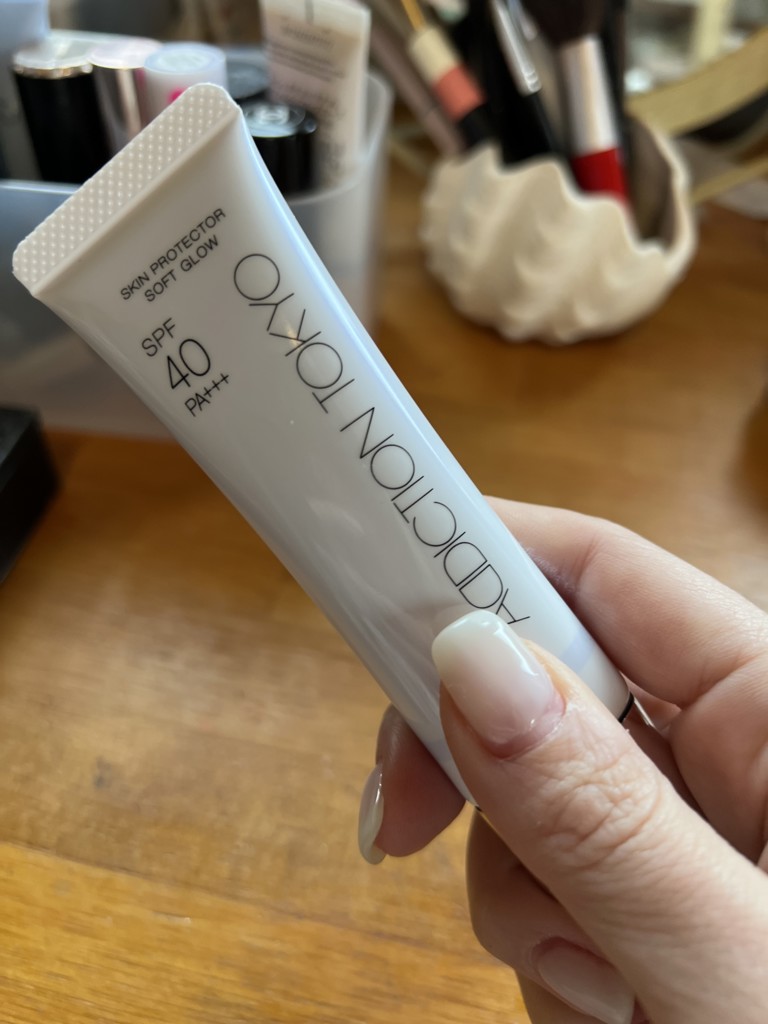 SKIN PROTECTOR
SOFT GLOW
SPF
40
PA+++
ADDICTION TOKYO